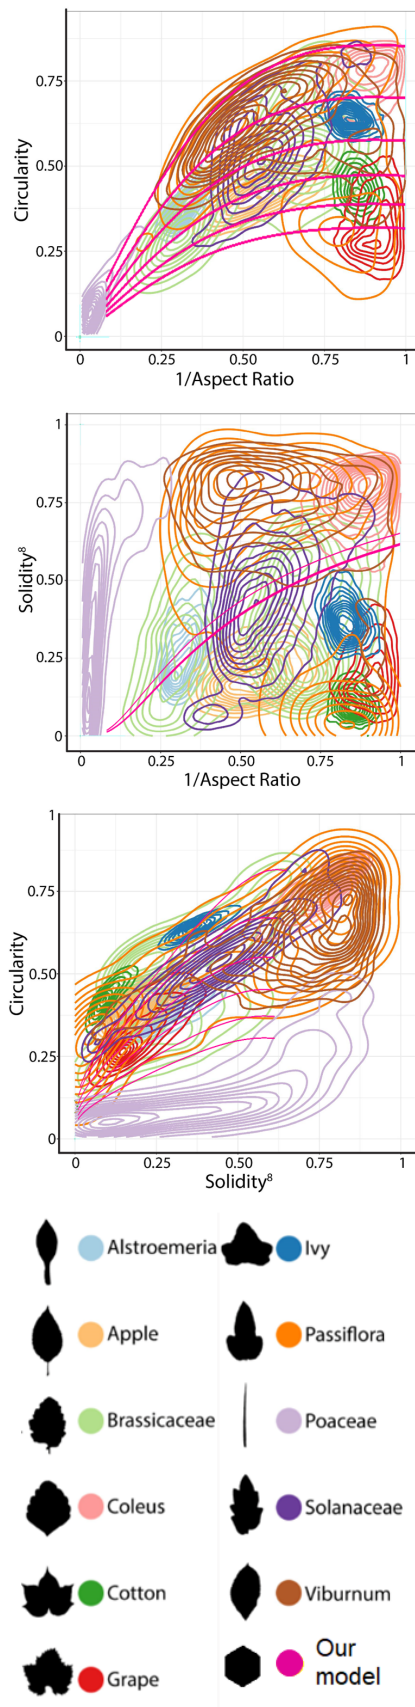 Circularity
0.75
0.50
0.25
0
0
0.25
0.50
0.75
1
1/Aspect Ratio
Solidity⁸
1
0.75
0.50
0.25
0
0
0.25
0.50
0.75
1
1/Aspect Ratio
Circularity
1
0.75
0.50
0.25
0
0
0.25
0.50
0.75
1
Solidity⁸
Alstroemeria
Ivy
Apple
Passiflora
Brassicaceae
Poaceae
Coleus
Solanaceae
Cotton
Viburnum
Grape
Our
model